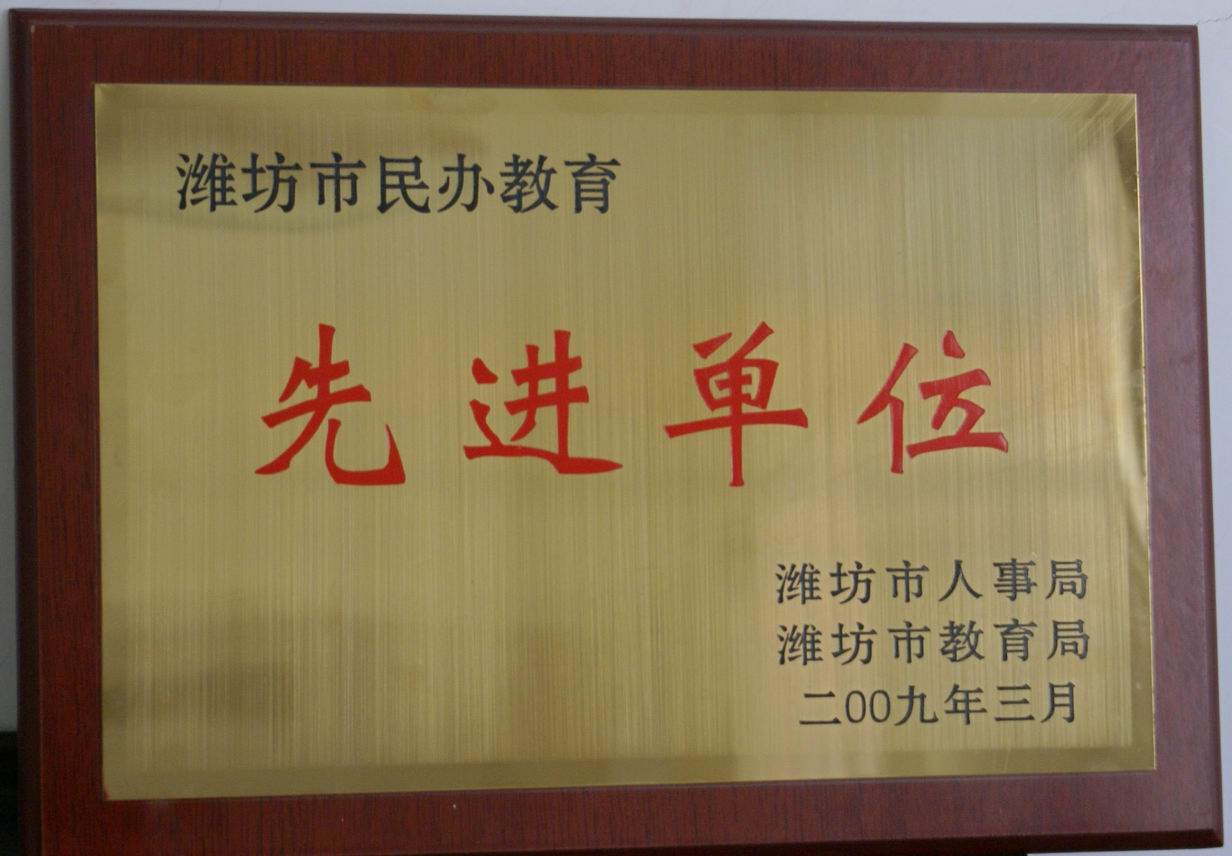 潍坊市民办教育
先进单位
潍坊市人事局
潍坊市教育局
二00九年三月